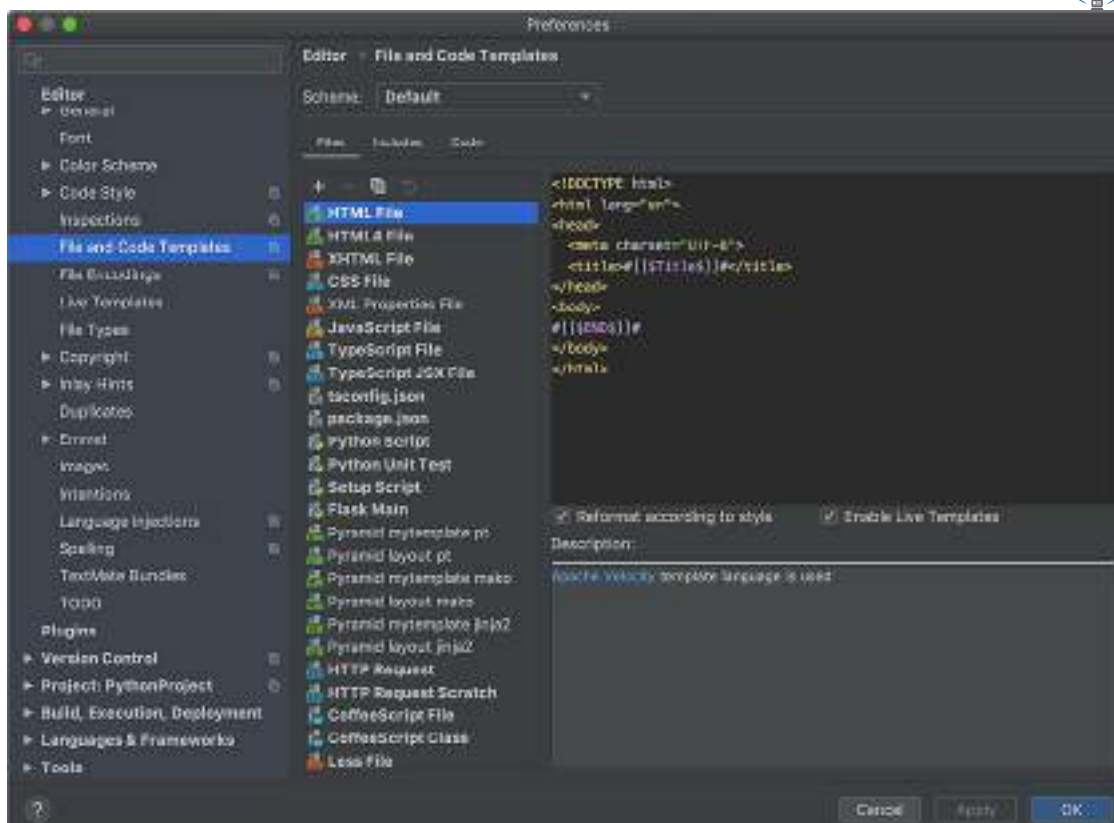 Preferences
Editor
General
Font
Color Scheme
Code Style
Inspections
File and Code Templates
File Encodings
Live Templates
File Types
Copyright
Inlay Hints
Duplicates
Emmet
Images
Intentions
Language Injections
Spelling
TextMate Bundles
TODO
Plugins
Version Control
Project: PythonProject
Build, Execution, Deployment
Languages & Frameworks
Tools
?
Editor File and Code Templates
Scheme: Default
Files Includes Code
HTML File
HTML4 File
XHTML File
CSS File
XML Properties File
JavaScript File
TypeScript File
TypeScript JSX File
tsconfig.json
package.json
Python Script
Python Unit Test
Setup Script
Flask Main
Pyramid mytemplate pt
Pyramid layout pt
Pyramid mytemplate mako
Pyramid layout mako
Pyramid mytemplate jinja2
Pyramid layout jinja2
HTTP Request
HTTP Request Scratch
CoffeeScript File
CoffeeScript Class
Less File
<!DOCTYPE html>
<html lang="en">
<head>
<meta charset="UTF-8">
<title>#[[$Title$]]#</title>
</head>
<body>
#[[$END$]]#
</body>
</html>
Reformat according to style Enable Live Templates
Description:
Apache Velocity template language is used
Cancel Apply OK